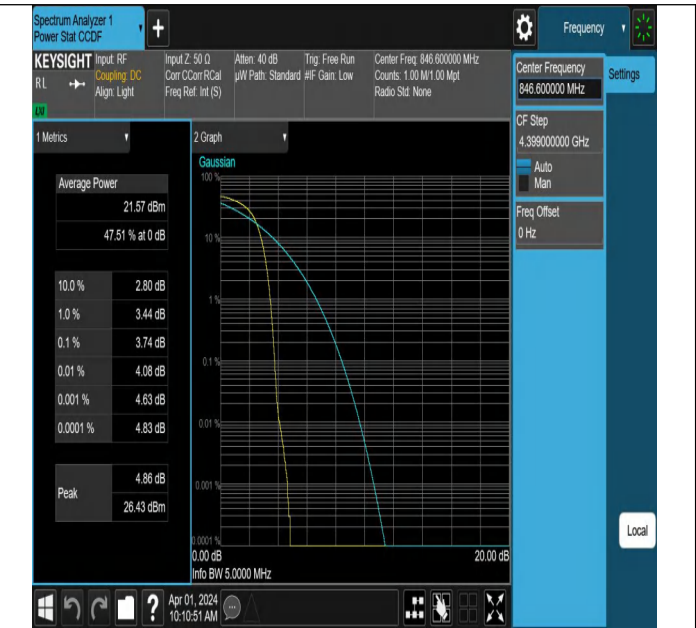 Spectrum Analyzer 1
Power Stat CCDF
Frequency
KEYSIGHT
Input: RF
Coupling: DC
Align: Light
RL
LXI
Input Z: 50 Ω
Corr CCorr RCal
Freq Ref: Int (S)
Atten: 40 dB
µW Path: Standard
Trig: Free Run
#IF Gain: Low
Center Freq: 846.600000 MHz
Counts: 1.00 M/1.00 Mpt
Radio Std: None
Center Frequency
846.600000 MHz
Settings
CF Step
4.399000000 GHz
Auto
Man
Freq Offset
0 Hz
1 Metrics
Average Power
21.57 dBm
47.51 % at 0 dB
10.0 % 2.80 dB
1.0 % 3.44 dB
0.1 % 3.74 dB
0.01 % 4.08 dB
0.001 % 4.63 dB
0.0001 % 4.83 dB
Peak
4.86 dB
26.43 dBm
2 Graph
Gaussian
100 %
10 %
1 %
0.1 %
0.01 %
0.001 %
0.0001 %
0.00 dB
20.00 dB
Info BW 5.0000 MHz
Local
?
Apr 01, 2024
10:10:51 AM